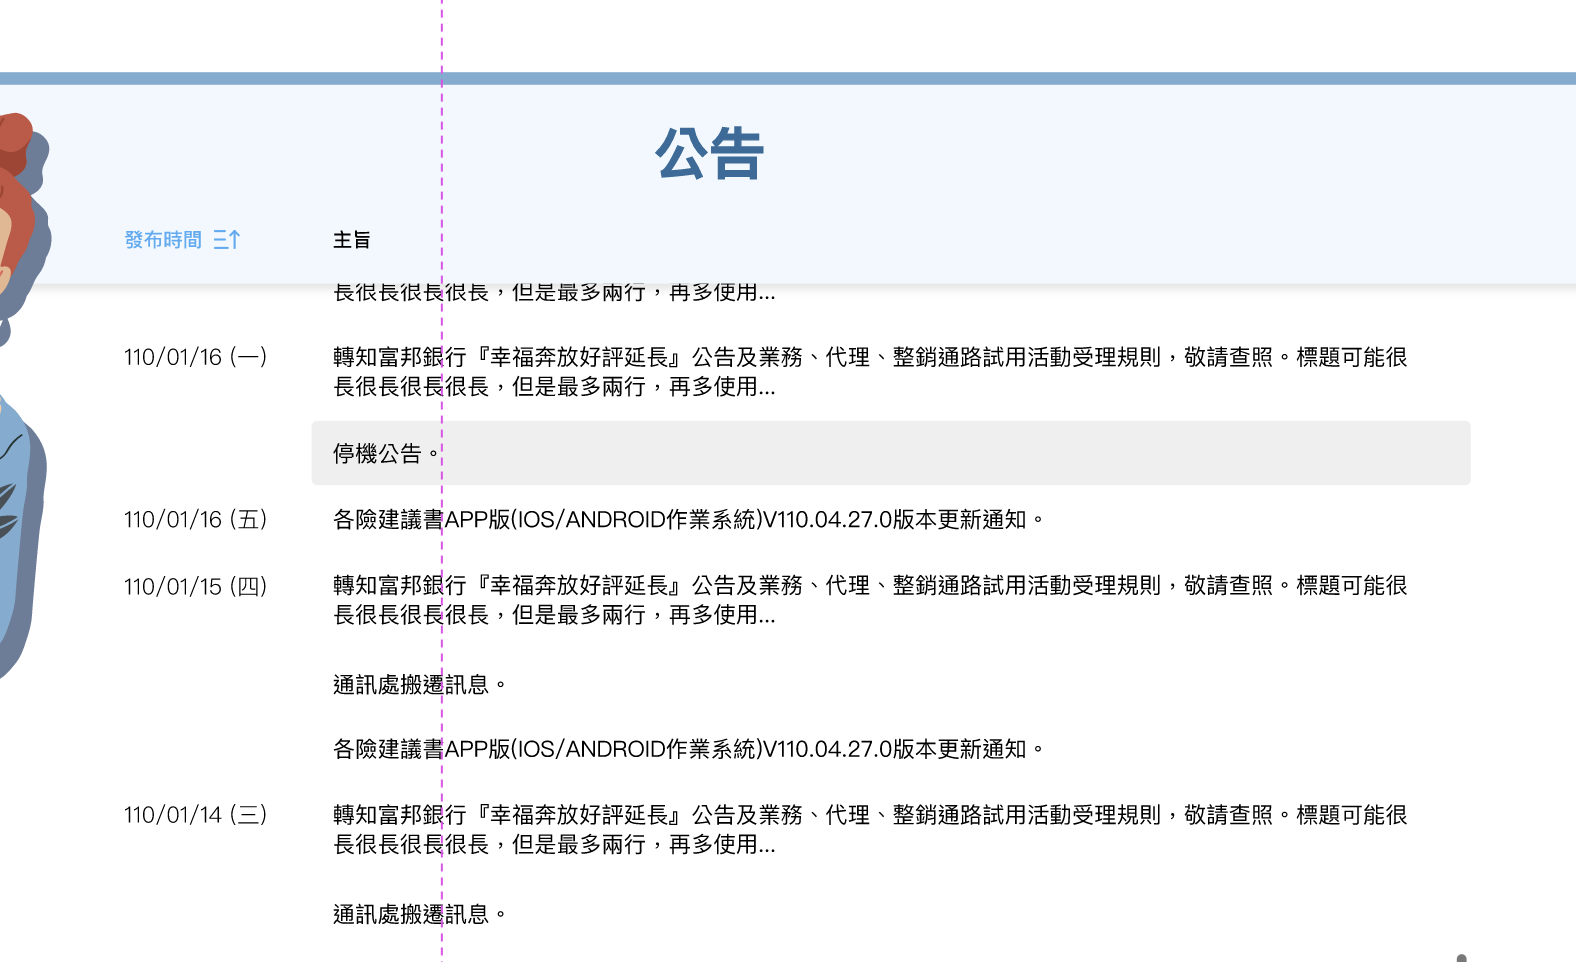 公告
發布時間 主旨
長很長很長很長，但是最多兩行，再多使用...
110/01/16 (一) 轉知富邦銀行『幸福奔放好評延長』公告及業務、代理、整銷通路試用活動受理規則，敬請查照。標題可能很
長很長很長很長，但是最多兩行，再多使用...
停機公告。
110/01/16 (五) 各險建議書APP版(IOS/ANDROID作業系統)V110.04.27.0版本更新通知。
110/01/15 (四) 轉知富邦銀行『幸福奔放好評延長』公告及業務、代理、整銷通路試用活動受理規則，敬請查照。標題可能很
長很長很長很長，但是最多兩行，再多使用...
通訊處搬遷訊息。
各險建議書APP版(IOS/ANDROID作業系統)V110.04.27.0版本更新通知。
110/01/14 (三) 轉知富邦銀行『幸福奔放好評延長』公告及業務、代理、整銷通路試用活動受理規則，敬請查照。標題可能很
長很長很長很長，但是最多兩行，再多使用...
通訊處搬遷訊息。